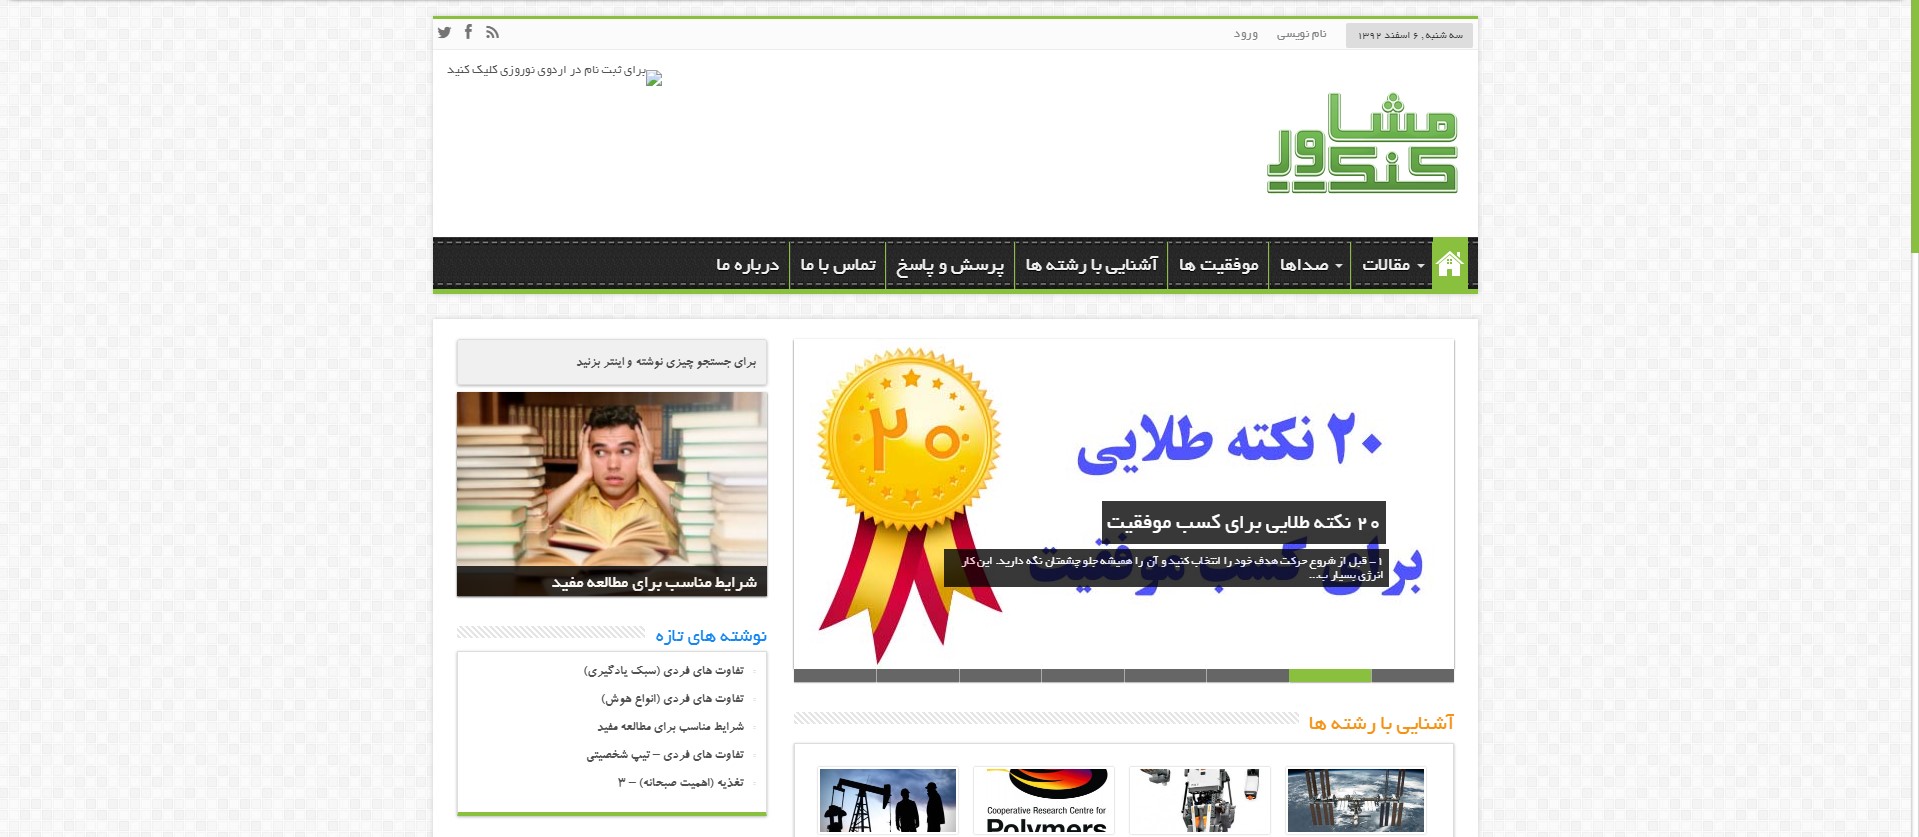 سه شنبه , ۶ اسفند ۱۳۹۲
نام نویسی
ورود
برای ثبت نام در اردوی نوروزی کلیک کنید
مشاور
کنکور
مقالات
صداها
موفقیت ها
آشنایی با رشته ها
پرسش و پاسخ
تماس با ما
درباره ما
۲۰
۲۰ نکته طلایی
برای کسب موفقیت
۲۰ نکته طلایی برای کسب موفقیت
۱- قبل از شروع حرکت هدف خود را انتخاب کنید و آن را همیشه جلو چشمتان نگه دارید. این کار
انرژی بسیار ب...
آشنایی با رشته ها
Cooperative Research Centre for
Polymers
برای جستجو چیزی نوشته و اینتر بزنید
شرایط مناسب برای مطالعه مفید
نوشته های تازه
تفاوت های فردی (سبک یادگیری)
تفاوت های فردی (انواع هوش)
شرایط مناسب برای مطالعه مفید
تفاوت های فردی – تیپ شخصیتی
تغذیه (اهمیت صبحانه) – ۳